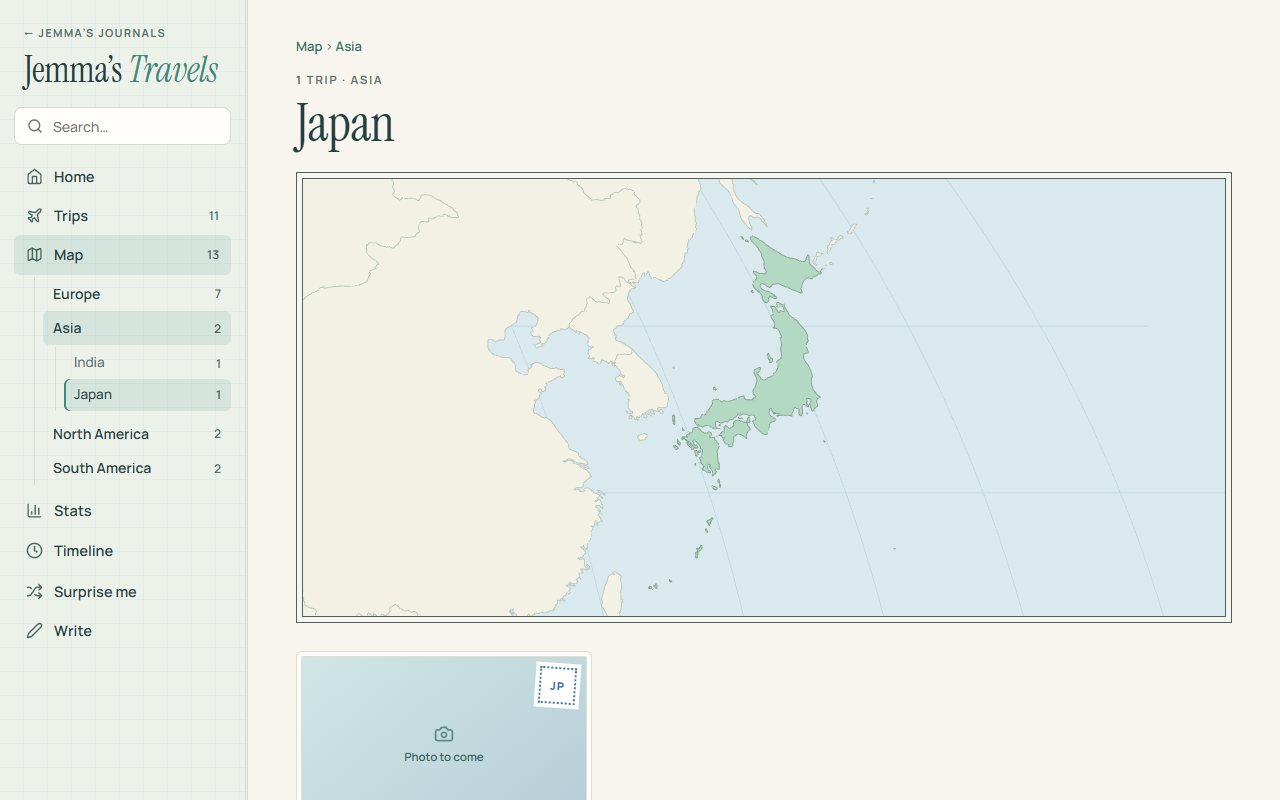 ← JEMMA'S JOURNALS
Jemma's Travels
Search...
Home
Trips 11
Map 13
Europe 7
Asia 2
India 1
Japan 1
North America 2
South America 2
Stats
Timeline
Surprise me
Write
Map › Asia
1 TRIP · ASIA
Japan
JP
Photo to come